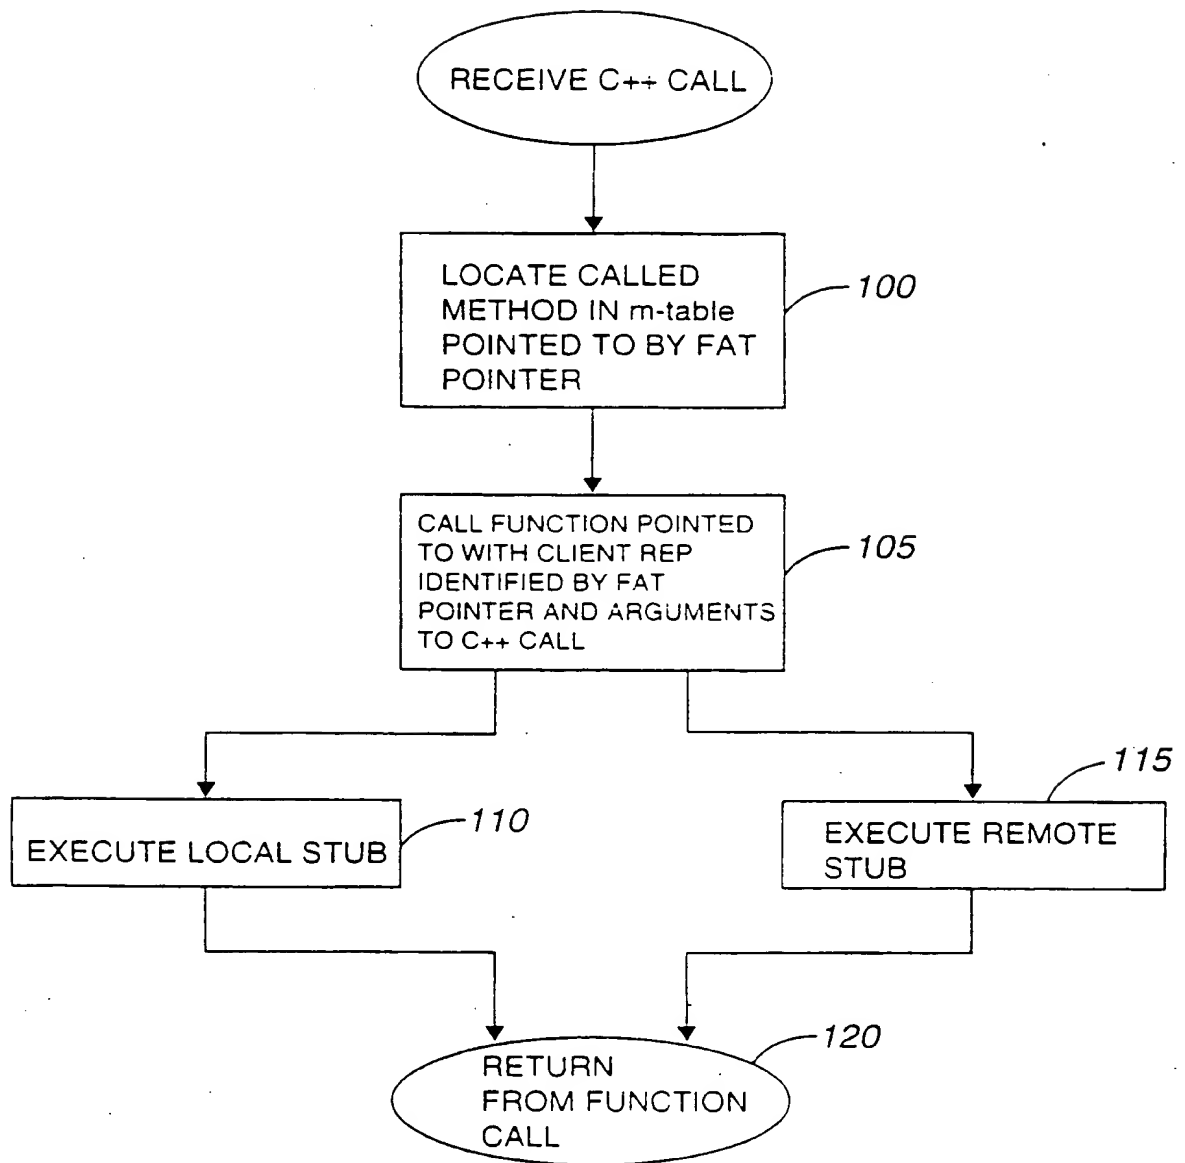 RECEIVE C++ CALL
LOCATE CALLED
METHOD IN m-table
POINTED TO BY FAT
POINTER
100
CALL FUNCTION POINTED
TO WITH CLIENT REP
IDENTIFIED BY FAT
POINTER AND ARGUMENTS
TO C++ CALL
105
EXECUTE LOCAL STUB
110
EXECUTE REMOTE
STUB
115
RETURN
FROM FUNCTION
CALL
120